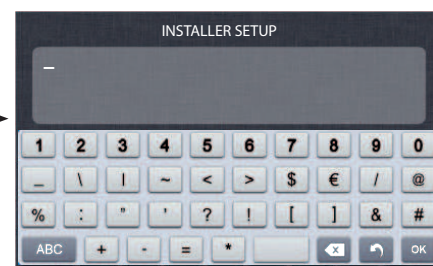 INSTALLER SETUP
_
1 2 3 4 5 6 7 8 9 0
_ \ | ~ < > $ € / @
% : " ' ? ! [ ] & #
ABC + - = * OK